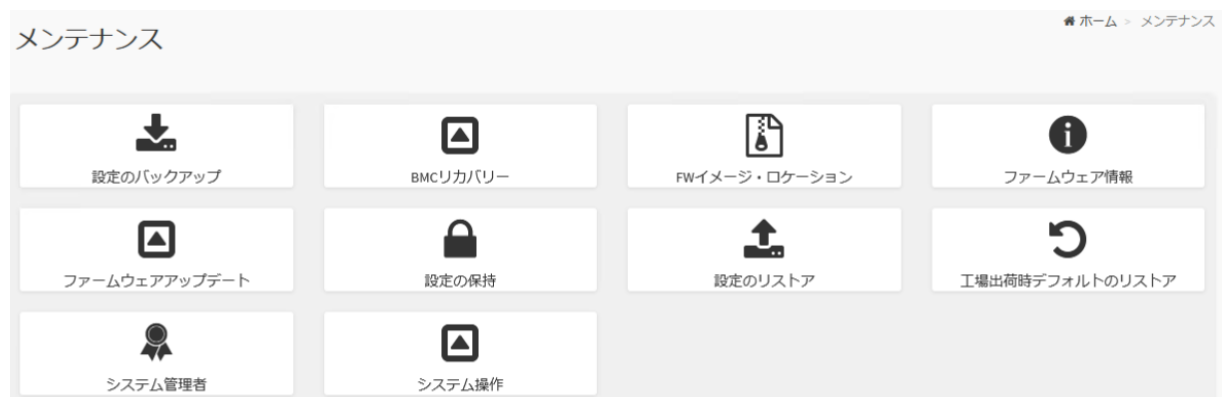 メンテナンス
ホーム > メンテナンス
設定のバックアップ
BMCリカバリー
FWイメージ・ロケーション
ファームウェア情報
ファームウェアアップデート
設定の保持
設定のリストア
工場出荷時デフォルトのリストア
システム管理者
システム操作